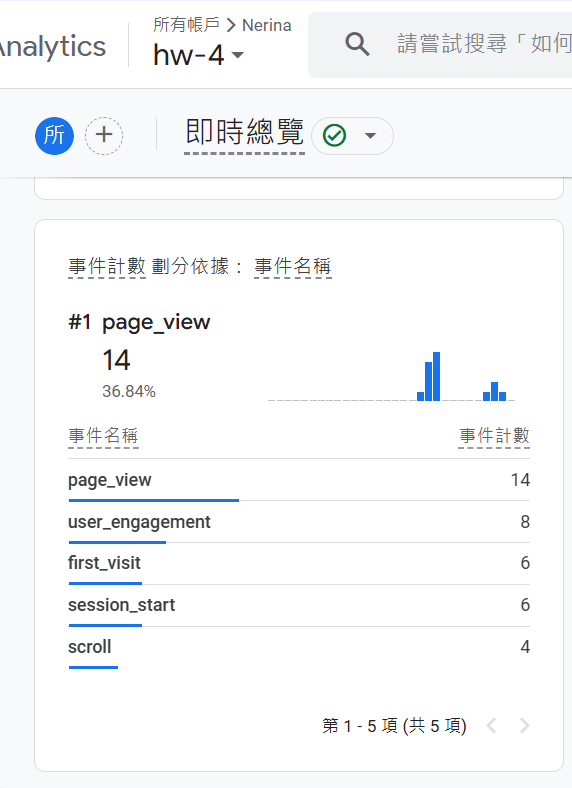 Analytics
所有帳戶 > Nerina
hw-4
請嘗試搜尋「如何
所
即時總覽
事件計數 劃分依據： 事件名稱
#1 page_view
14
36.84%
事件名稱 事件計數
page_view 14
user_engagement 8
first_visit 6
session_start 6
scroll 4
第 1 - 5 項 (共 5 項)